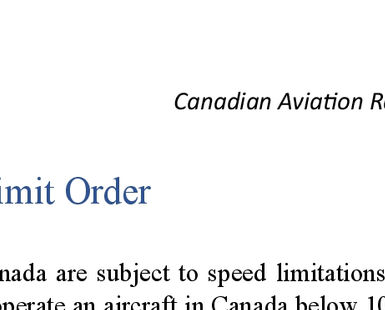 Canadian Aviation R
imit Order
nada are subject to speed limitations
operate an aircraft in Canada below 10